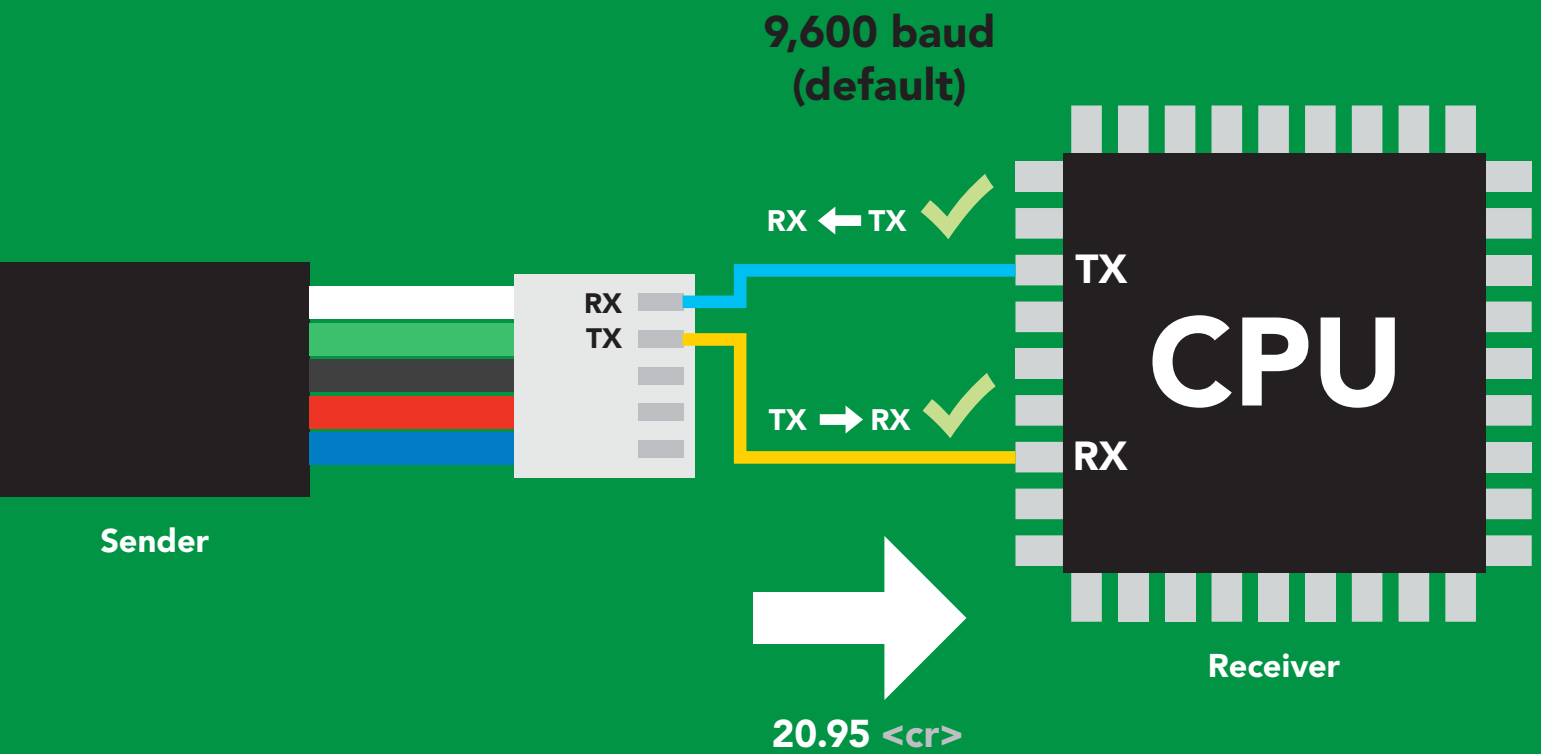 9,600 baud
(default)
RX ← TX
TX
RX
TX
CPU
TX → RX
RX
Sender
Receiver
20.95 <cr>